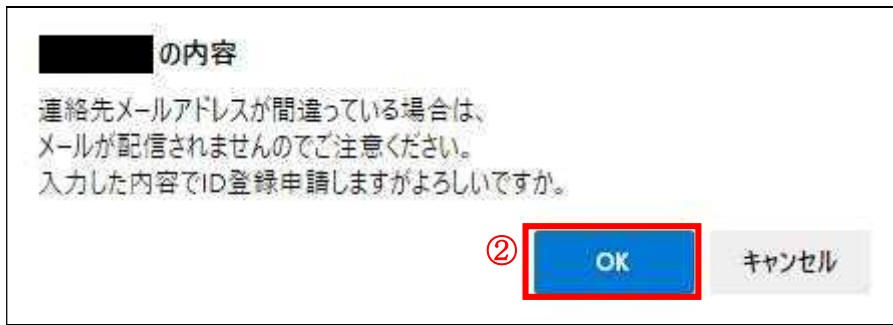 の内容
連絡先メールアドレスが間違っている場合は、
メールが配信されませんのでご注意ください。
入力した内容でID登録申請しますがよろしいですか。
② OK キャンセル